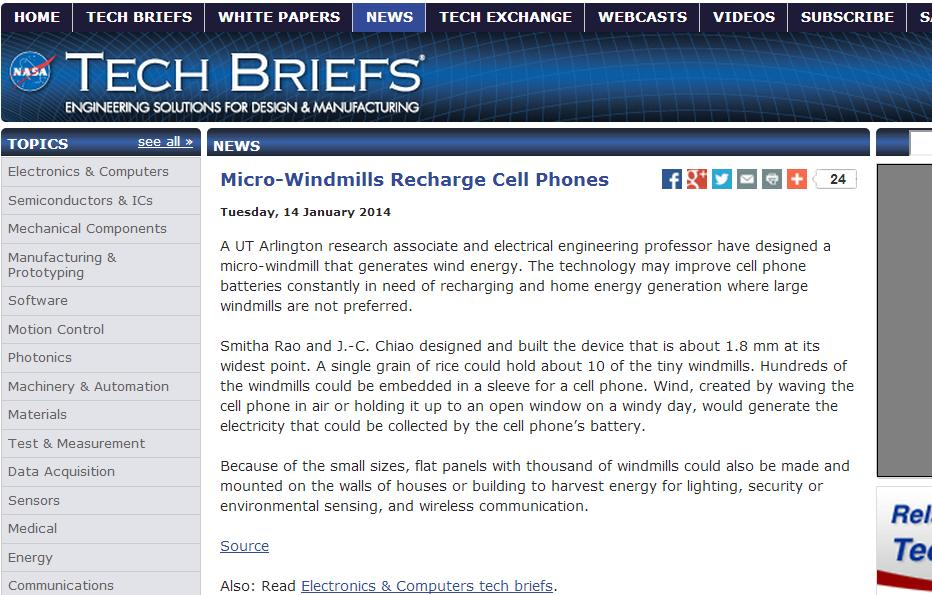 HOME TECH BRIEFS WHITE PAPERS NEWS TECH EXCHANGE WEBCASTS VIDEOS SUBSCRIBE
NASA
TECH BRIEFS
ENGINEERING SOLUTIONS FOR DESIGN & MANUFACTURING
TOPICS see all »
Electronics & Computers
Semiconductors & ICs
Mechanical Components
Manufacturing &
Prototyping
Software
Motion Control
Photonics
Machinery & Automation
Materials
Test & Measurement
Data Acquisition
Sensors
Medical
Energy
Communications
NEWS
Micro-Windmills Recharge Cell Phones
24
Tuesday, 14 January 2014
A UT Arlington research associate and electrical engineering professor have designed a
micro-windmill that generates wind energy. The technology may improve cell phone
batteries constantly in need of recharging and home energy generation where large
windmills are not preferred.
Smitha Rao and J.-C. Chiao designed and built the device that is about 1.8 mm at its
widest point. A single grain of rice could hold about 10 of the tiny windmills. Hundreds of
the windmills could be embedded in a sleeve for a cell phone. Wind, created by waving the
cell phone in air or holding it up to an open window on a windy day, would generate the
electricity that could be collected by the cell phone’s battery.
Because of the small sizes, flat panels with thousand of windmills could also be made and
mounted on the walls of houses or building to harvest energy for lighting, security or
environmental sensing, and wireless communication.
Source
Also: Read Electronics & Computers tech briefs.